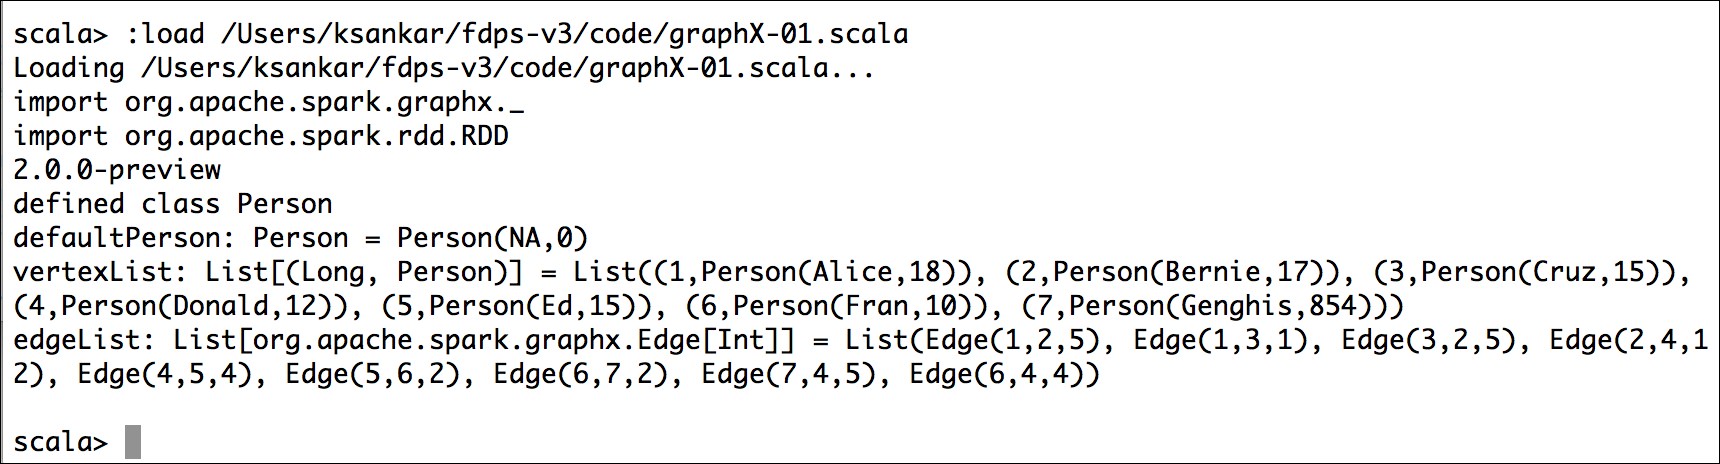 scala> :load /Users/ksankar/fdps-v3/code/graphX-01.scala
Loading /Users/ksankar/fdps-v3/code/graphX-01.scala...
import org.apache.spark.graphx._
import org.apache.spark.rdd.RDD
2.0.0-preview
defined class Person
defaultPerson: Person = Person(NA,0)
vertexList: List[(Long, Person)] = List((1,Person(Alice,18)), (2,Person(Bernie,17)), (3,Person(Cruz,15)),
(4,Person(Donald,12)), (5,Person(Ed,15)), (6,Person(Fran,10)), (7,Person(Genghis,854)))
edgeList: List[org.apache.spark.graphx.Edge[Int]] = List(Edge(1,2,5), Edge(1,3,1), Edge(3,2,5), Edge(2,4,1
2), Edge(4,5,4), Edge(5,6,2), Edge(6,7,2), Edge(7,4,5), Edge(6,4,4))
scala>